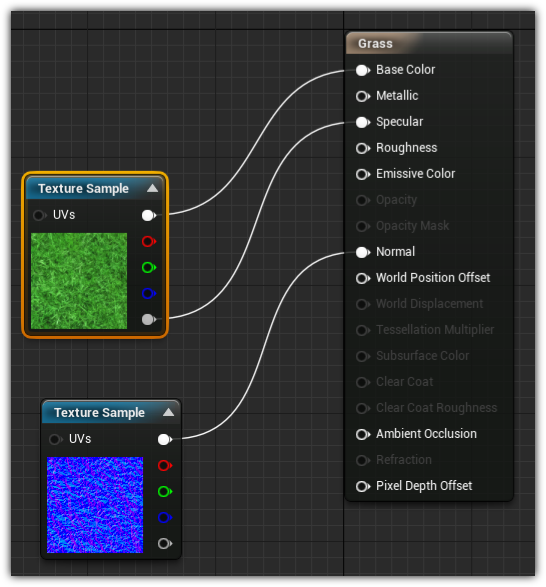 Grass
Base Color
Metallic
Specular
Roughness
Emissive Color
Opacity
Opacity Mask
Normal
World Position Offset
World Displacement
Tessellation Multiplier
Subsurface Color
Clear Coat
Clear Coat Roughness
Ambient Occlusion
Refraction
Pixel Depth Offset
Texture Sample
UVs
Texture Sample
UVs